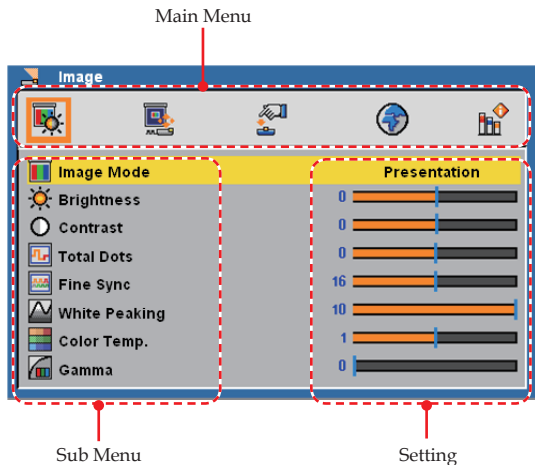 Main Menu
Image
Image Mode Presentation
Brightness 0
Contrast 0
Total Dots 0
Fine Sync 16
White Peaking 10
Color Temp. 1
Gamma 0
Sub Menu Setting